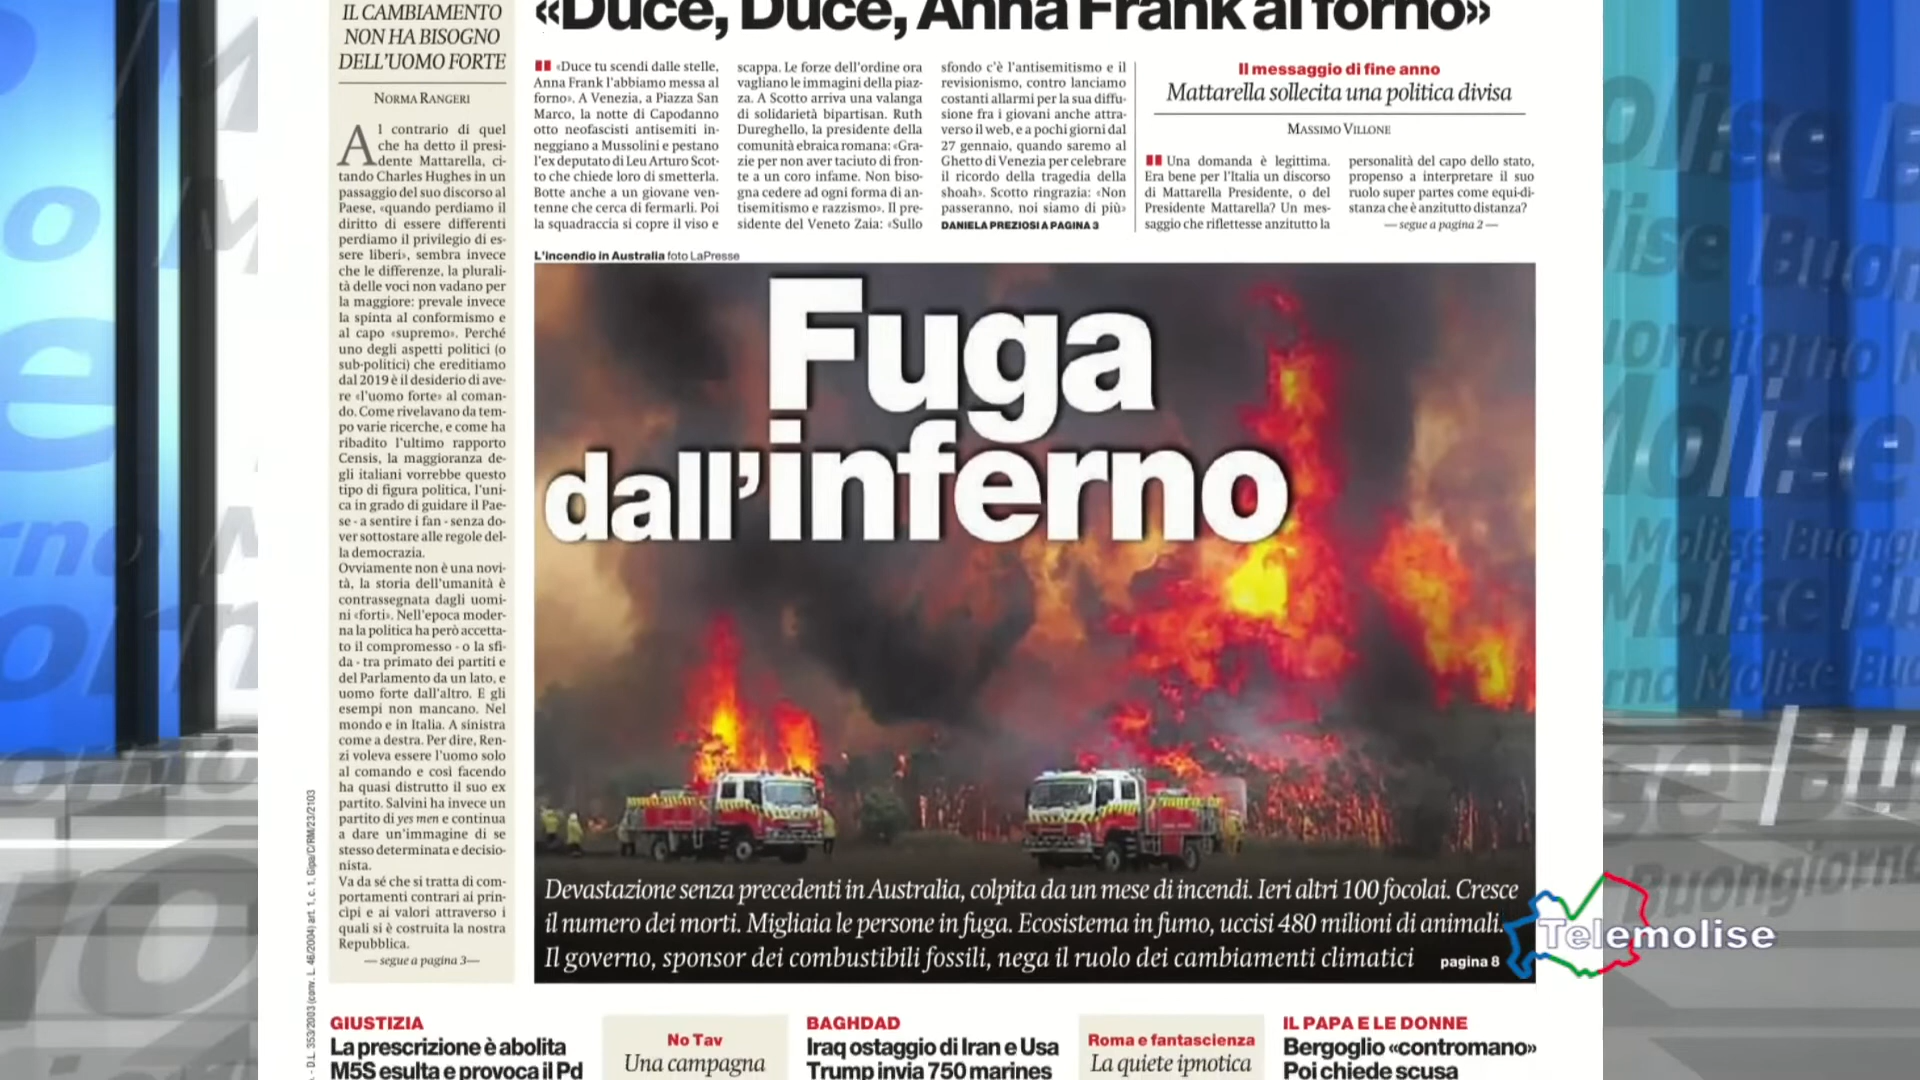 IL CAMBIAMENTO
NON HA BISOGNO
DELL'UOMO FORTE
NORMA RANGERI
Al contrario di quel
che ha detto il presi-
dente Mattarella, ci-
tando Charles Hughes in un
passaggio del suo discorso al
Paese, «quando perdiamo il
diritto di essere differenti
perdiamo il privilegio di es-
sere liberi», sembra invece
che le differenze, la plurali-
tà delle voci non vadano per
la maggiore: prevale invece
la spinta al conformismo e
al capo «supremo». Perché
uno degli aspetti politici (o
sub-politici) che ereditiamo
dal 2019 è il desiderio di ave-
re «l'uomo forte» al coman-
do. Come rivelavano da tem-
po varie ricerche, e come ha
ribadito l'ultimo rapporto
Censis, la maggioranza de-
gli italiani vorrebbe questo
tipo di figura politica, l'uni-
ca in grado di guidare il Pae-
se - a sentire i fan - senza do-
ver sottostare alle regole del-
la democrazia.
Ovviamente non è una novi-
tà, la storia dell'umanità è
contrassegnata dagli uomi-
ni «forti». Nell'epoca moder-
na la politica ha però accetta-
to il compromesso - o la sfi-
da - tra primato dei partiti e
del Parlamento da un lato, e
uomo forte dall'altro. E gli
esempi non mancano. Nel
mondo e in Italia. A sinistra
come a destra. Per dire, Ren-
zi voleva essere l'uomo solo
al comando e così facendo
ha quasi distrutto il suo ex
partito. Salvini ha invece un
partito di yes men e continua
a dare un'immagine di se
stesso determinata e decisio-
nista.
Va da sé che si tratta di com-
portamenti contrari ai prin-
cìpi e ai valori attraverso i
quali si è costruita la nostra
Repubblica.
— segue a pagina 3 —
«Duce, Duce, Anna Frank al forno»
«Duce tu scendi dalle stelle,
Anna Frank l'abbiamo messa al
forno». A Venezia, a Piazza San
Marco, la notte di Capodanno
otto neofascisti antisemiti in-
neggiano a Mussolini e pestano
l'ex deputato di Leu Arturo Scot-
to che chiede loro di smetterla.
Botte anche a un giovane ven-
tenne che cerca di fermarli. Poi
la squadraccia si copre il viso e
scappa. Le forze dell'ordine ora
vagliano le immagini della piaz-
za. A Scotto arriva una valanga
di solidarietà bipartisan. Ruth
Dureghello, la presidente della
comunità ebraica romana: «Gra-
zie per non aver taciuto di fron-
te a un coro infame. Non biso-
gna cedere ad ogni forma di an-
tisemitismo e razzismo». Il pre-
sidente del Veneto Zaia: «Sullo
sfondo c'è l'antisemitismo e il
revisionismo, contro lanciamo
costanti allarmi per la sua diffu-
sione fra i giovani anche attra-
verso il web, e a pochi giorni dal
27 gennaio, quando saremo al
Ghetto di Venezia per celebrare
il ricordo della tragedia della
shoah». Scotto ringrazia: «Non
passeranno, noi siamo di più»
DANIELA PREZIOSI A PAGINA 3
Il messaggio di fine anno
Mattarella sollecita una politica divisa
MASSIMO VILLONE
Una domanda è legittima.
Era bene per l'Italia un discorso
di Mattarella Presidente, o del
Presidente Mattarella? Un mes-
saggio che riflettesse anzitutto la
personalità del capo dello stato,
propenso a interpretare il suo
ruolo super partes come equi-di-
stanza che è anzitutto distanza?
— segue a pagina 2 —
L'incendio in Australia foto LaPresse
Fuga
dall'inferno
Devastazione senza precedenti in Australia, colpita da un mese di incendi. Ieri altri 100 focolai. Cresce
il numero dei morti. Migliaia le persone in fuga. Ecosistema in fumo, uccisi 480 milioni di animali.
Il governo, sponsor dei combustibili fossili, nega il ruolo dei cambiamenti climatici pagina 8
Telemolise
GIUSTIZIA
La prescrizione è abolita
M5S esulta e provoca il Pd
No Tav
Una campagna
BAGHDAD
Iraq ostaggio di Iran e Usa
Trump invia 750 marines
Roma e fantascienza
La quiete ipnotica
IL PAPA E LE DONNE
Bergoglio «contromano»
Poi chiede scusa
- D.L. 353/2003 (conv. L. 46/2004) art. 1, c. 1, Gipa/C/RM/23/2103